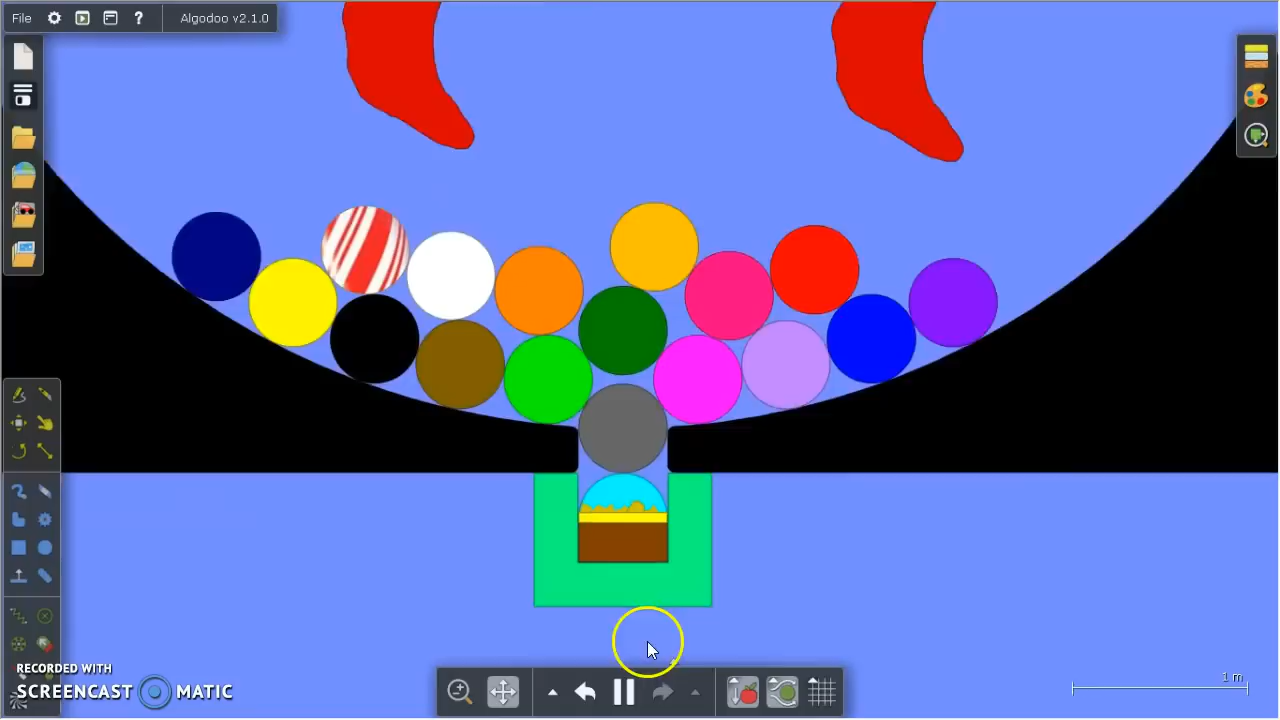 File
?
Algodoo v2.1.0
1 m
RECORDED WITH
SCREENCAST MATIC